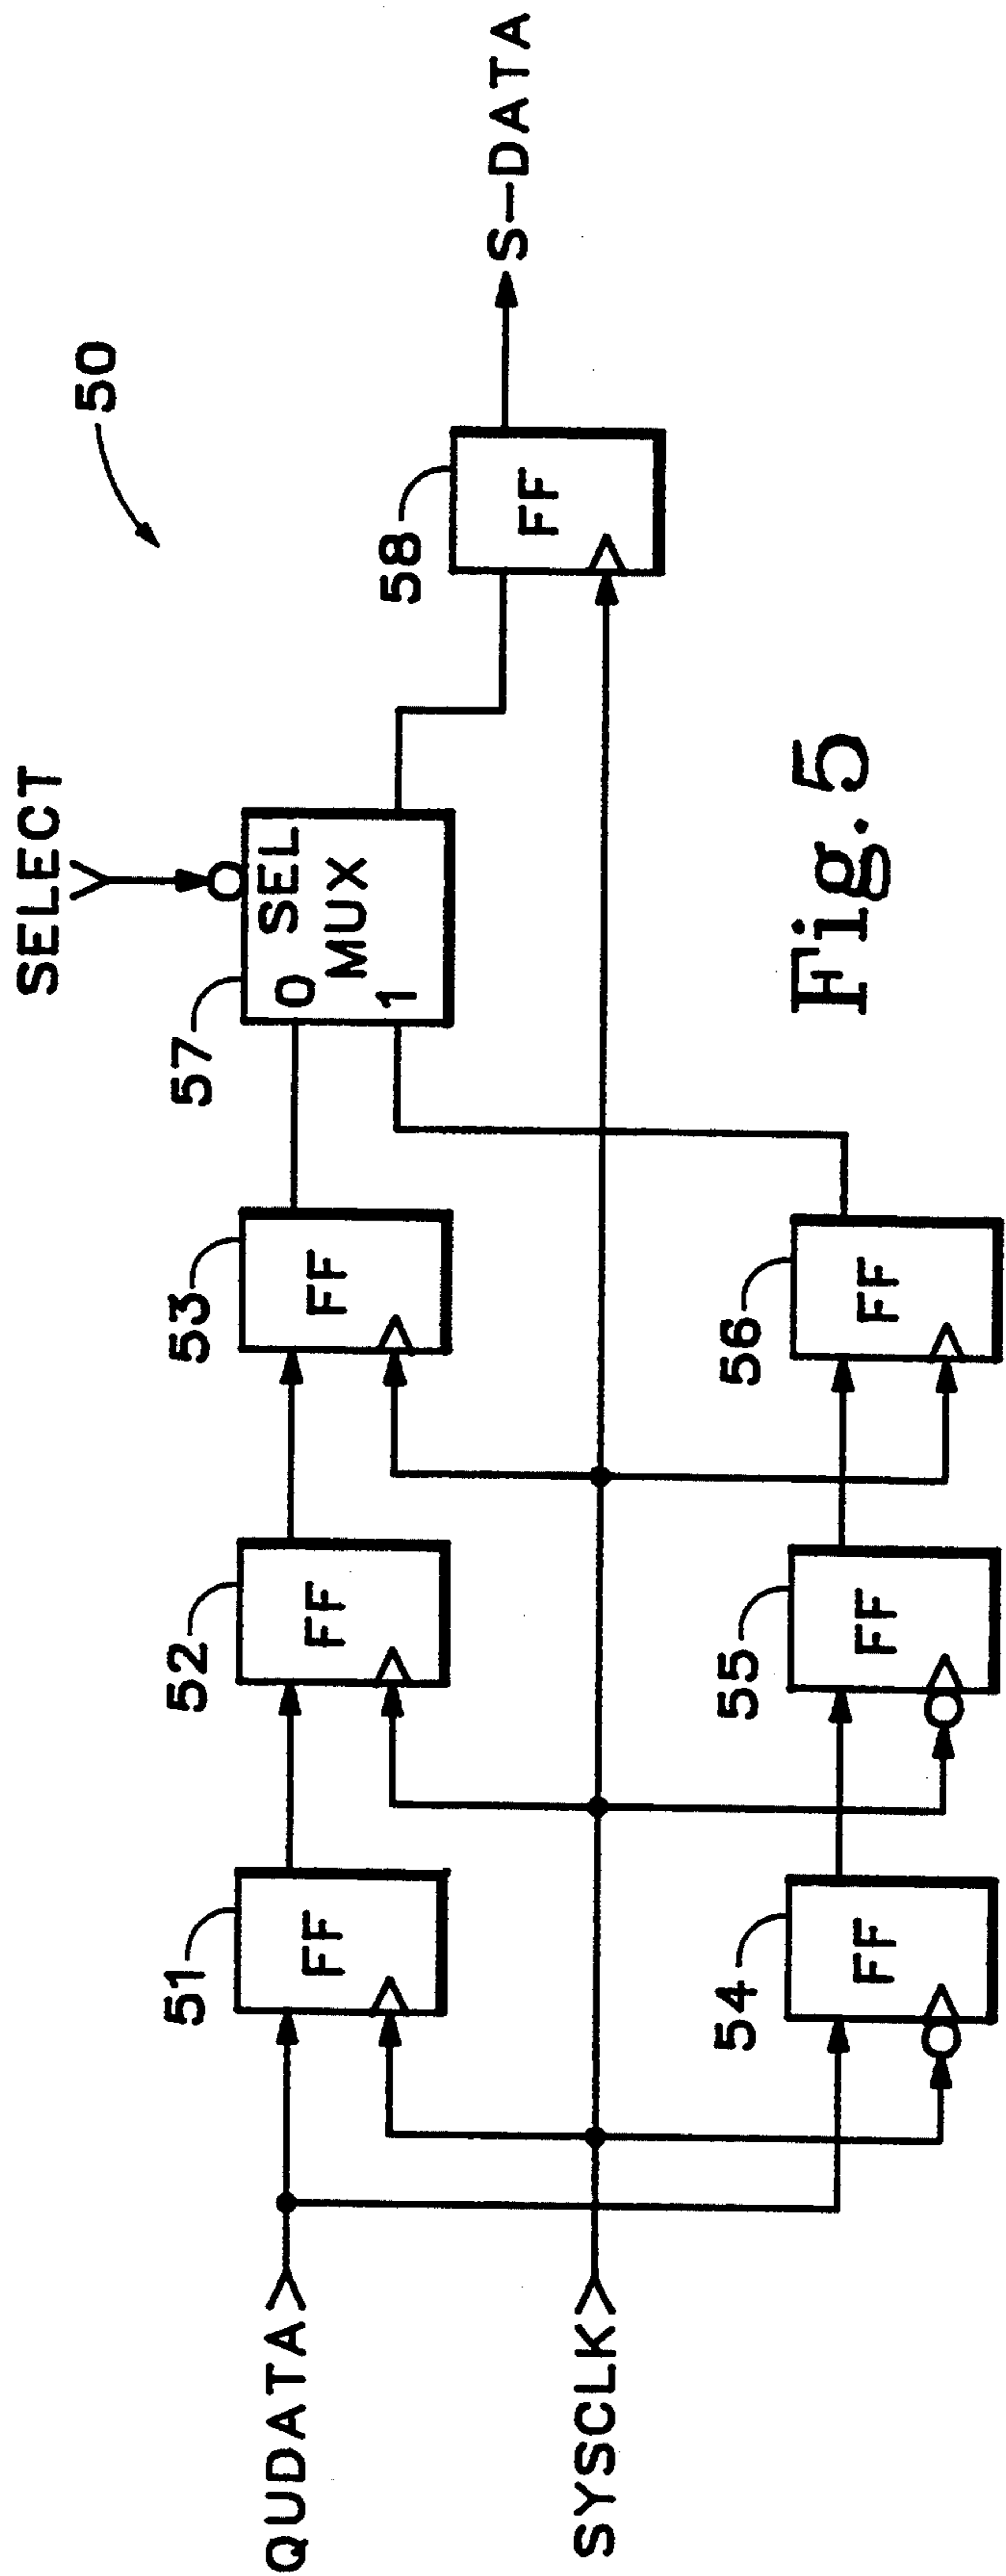 50
SELECT
57
0 SEL
MUX
1
58
FF
S-DATA
51
FF
52
FF
53
FF
QUDATA
SYSCLK
54
FF
55
FF
56
FF
Fig. 5